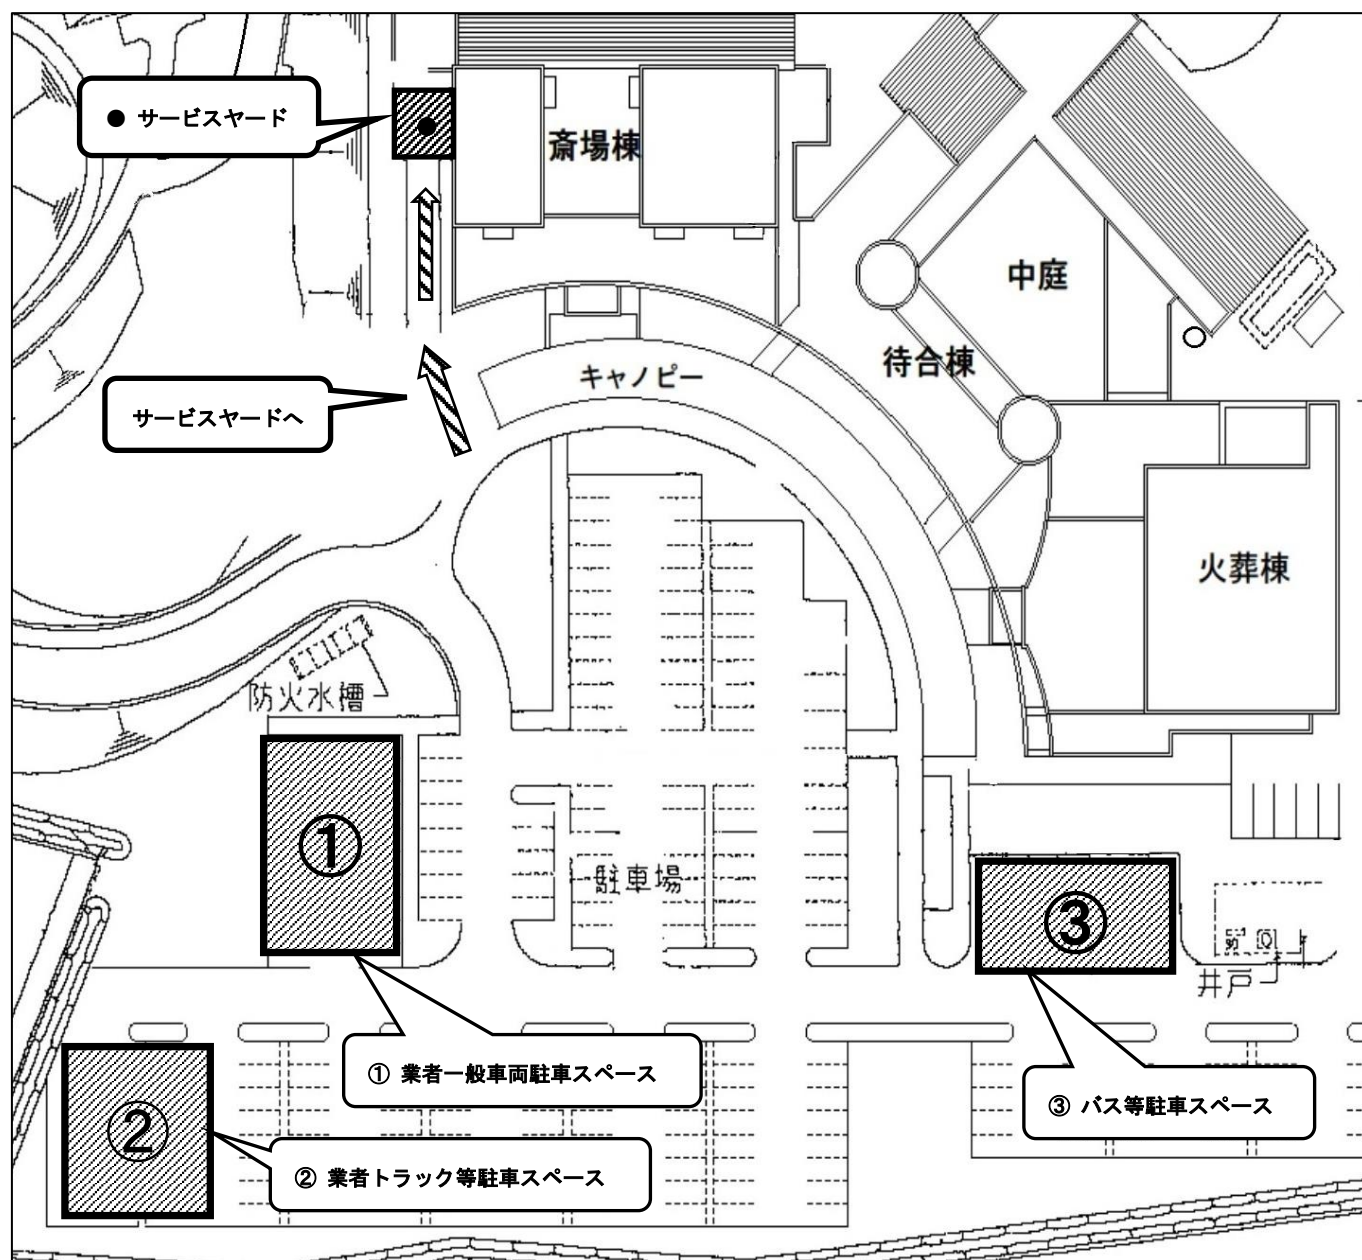 ● サービスヤード
斎場棟
中庭
待合棟
キャノピー
サービスヤードへ
火葬棟
防火水槽
①
駐車場
③
井戸
① 業者一般車両駐車スペース
③ バス等駐車スペース
②
② 業者トラック等駐車スペース